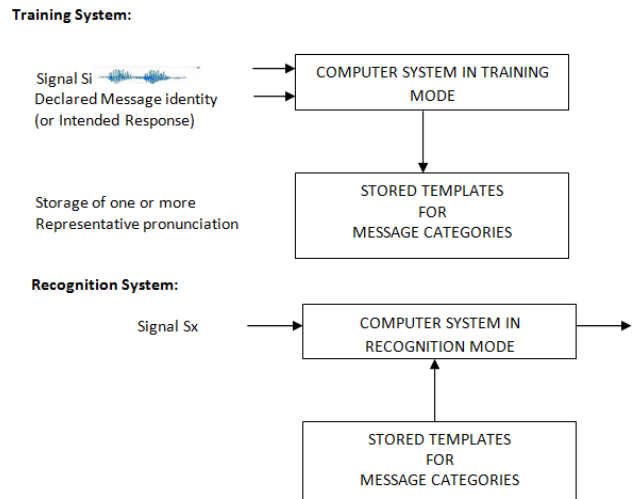 Training System:
Signal Si
Declared Message identity
(or Intended Response)
COMPUTER SYSTEM IN TRAINING
MODE
Storage of one or more
Representative pronunciation
STORED TEMPLATES
FOR
MESSAGE CATEGORIES
Recognition System:
Signal Sx
COMPUTER SYSTEM IN
RECOGNITION MODE
STORED TEMPLATES
FOR
MESSAGE CATEGORIES